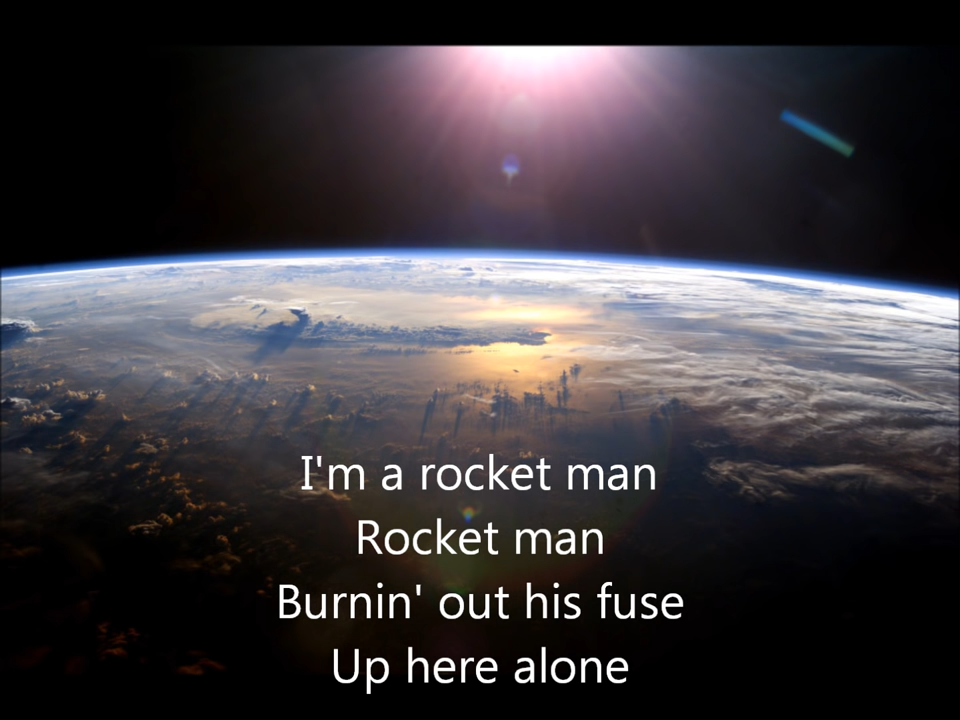 I'm a rocket man
Rocket man
Burnin' out his fuse
Up here alone